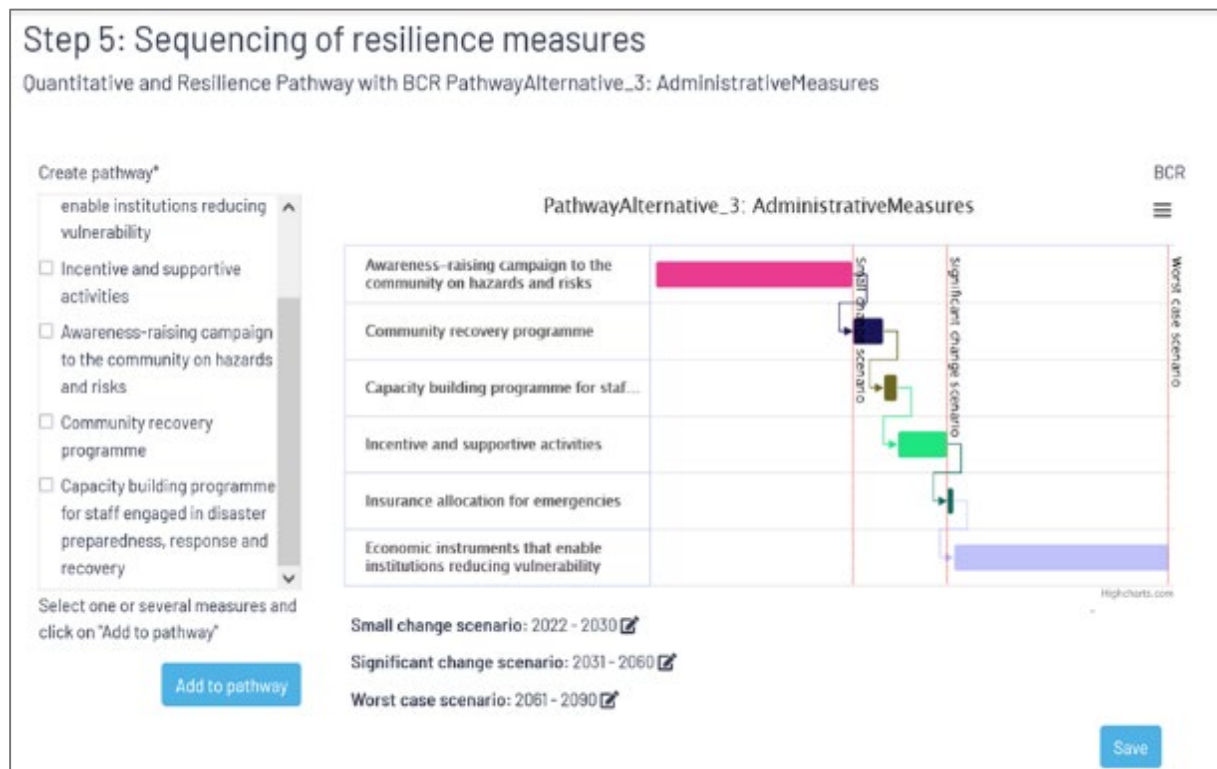 Step 5: Sequencing of resilience measures
Quantitative and Resilience Pathway with BCR PathwayAlternative_3: AdministrativeMeasures
Create pathway*
enable institutions reducing
vulnerability
Incentive and supportive
activities
Awareness-raising campaign
to the community on hazards
and risks
Community recovery
programme
Capacity building programme
for staff engaged in disaster
preparedness, response and
recovery
Select one or several measures and
click on "Add to pathway"
Add to pathway
BCR
PathwayAlternative_3: AdministrativeMeasures
Awareness-raising campaign to the
community on hazards and risks
Community recovery programme
Capacity building programme for staf...
Incentive and supportive activities
Insurance allocation for emergencies
Economic instruments that enable
institutions reducing vulnerability
Small change scenario
Significant change scenario
Worst case scenario
Highcharts.com
Small change scenario: 2022 - 2030
Significant change scenario: 2031 - 2060
Worst case scenario: 2061 - 2090
Save